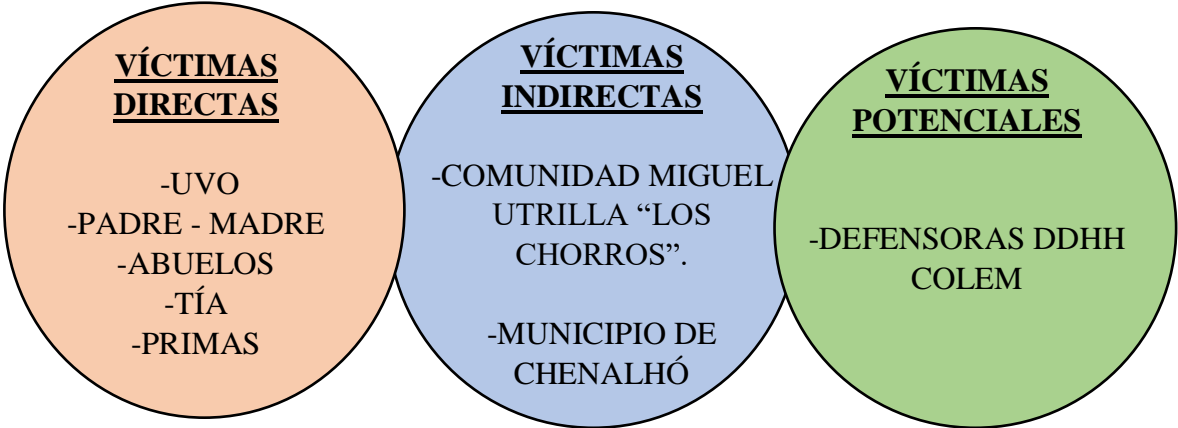 VÍCTIMAS
DIRECTAS
-UVO
-PADRE - MADRE
-ABUELOS
-TÍA
-PRIMAS
VÍCTIMAS
INDIRECTAS
-COMUNIDAD MIGUEL
UTRILLA “LOS
CHORROS”.
-MUNICIPIO DE
CHENALHÓ
VÍCTIMAS
POTENCIALES
-DEFENSORAS DDHH
COLEM